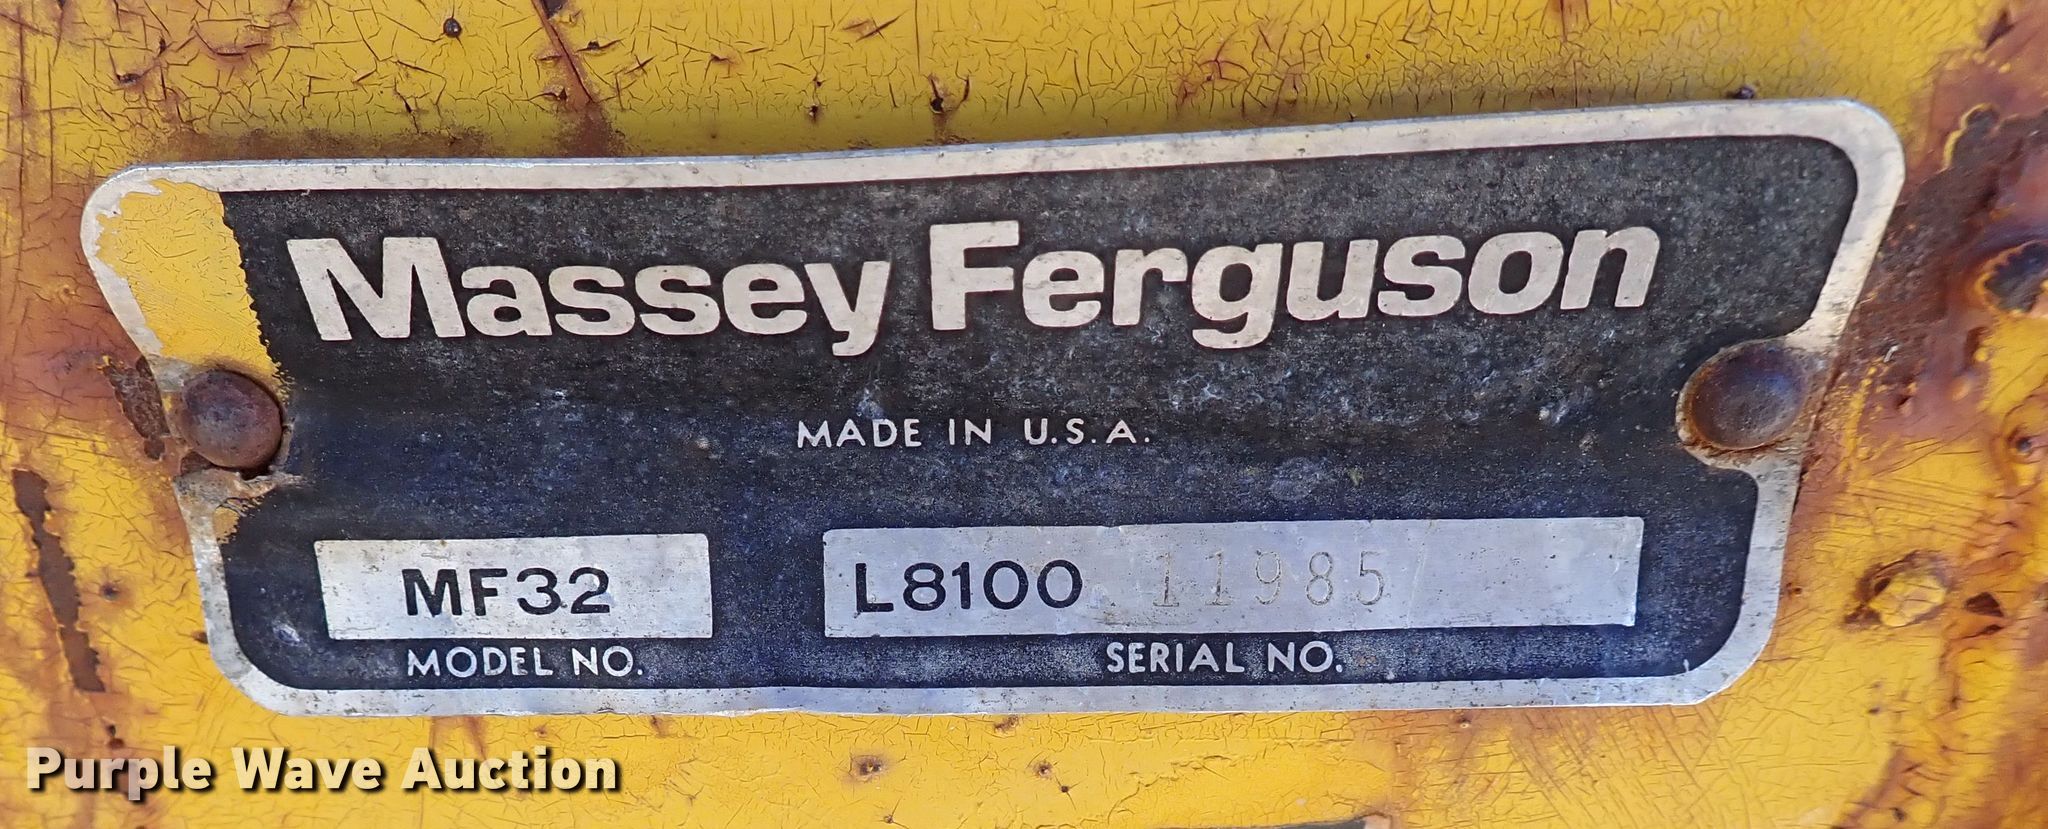 Massey Ferguson
MADE IN U.S.A.
MF32 L8100 11985
MODEL NO. SERIAL NO.
Purple Wave Auction